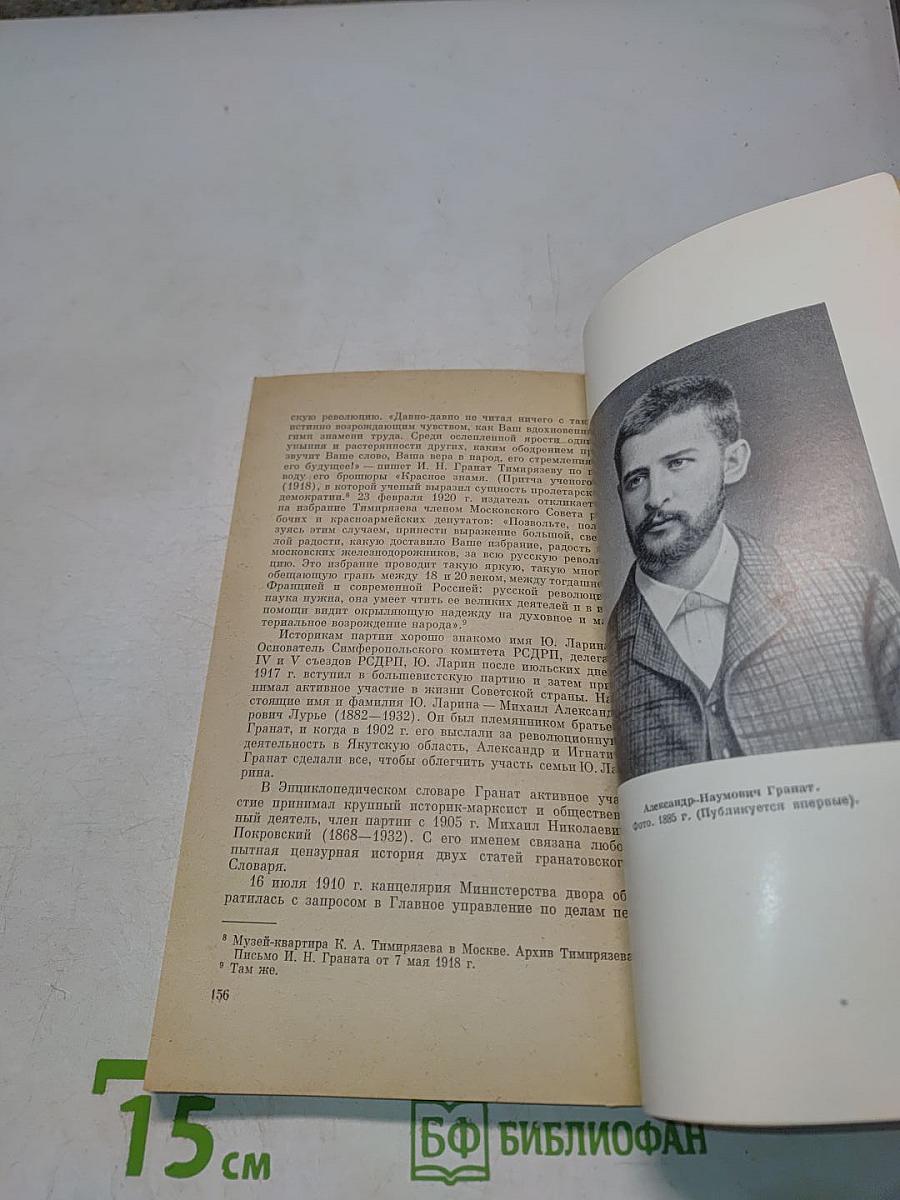 скую революцию. «Давно-давно не читал ничего с так
истинно возрождающим чувством, как Ваш вдохновенн
гимн знамени труда. Среди ослепленной ярости одни
уныния и растерянности других, каким ободрением пр
звучит Ваше слово, Ваша вера в народ, его стремления
его будущее!» — пишет И. Н. Гранат Тимирязеву по п
воду его брошюры «Красное знамя. (Притча ученого
(1918), в которой ученый выразил сущность пролетарск
демократии.⁸ 23 февраля 1920 г. издатель откликает
на избрание Тимирязева членом Московского Совета р
бочих и красноармейских депутатов: «Позвольте, пол
зуясь этим случаем, принести выражение большой, све
лой радости, какую доставило Ваше избрание, радость
московских железнодорожников, за всю русскую револ
цию. Это избрание проводит такую яркую, такую мног
обещающую грань между 18 и 20 веком, между тогдашне
Францией и современной Россией: русской революци
наука нужна, она умеет чтить ее великих деятелей и в и
помощи видит окрыляющую надежду на духовное и ма
териальное возрождение народа».⁹
Историкам партии хорошо знакомо имя Ю. Ларин
Основатель Симферопольского комитета РСДРП, делега
IV и V съездов РСДРП, Ю. Ларин после июльских дне
1917 г. вступил в большевистскую партию и затем при
нимал активное участие в жизни Советской страны. На
стоящие имя и фамилия Ю. Ларина — Михаил Александ
рович Лурье (1882—1932). Он был племянником братье
Гранат, и когда в 1902 г. его выслали за революционну
деятельность в Якутскую область, Александр и Игнати
Гранат сделали все, чтобы облегчить участь семьи Ю. Ла
рина.
В Энциклопедическом словаре Гранат активное уча
стие принимал крупный историк-марксист и обществен
ный деятель, член партии с 1905 г. Михаил Николаеви
Покровский (1868—1932). С его именем связана любо
пытная цензурная история двух статей гранатовског
Словаря.
16 июля 1910 г. канцелярия Министерства двора об
ратилась с запросом в Главное управление по делам пе
⁸ Музей-квартира К. А. Тимирязева в Москве. Архив Тимирязева
Письмо И. Н. Граната от 7 мая 1918 г.
⁹ Там же.
156
Александр-Наумович Гранат.
Фото. 1885 г. (Публикуется впервые).
15 см
БФ БИБЛИОФАН